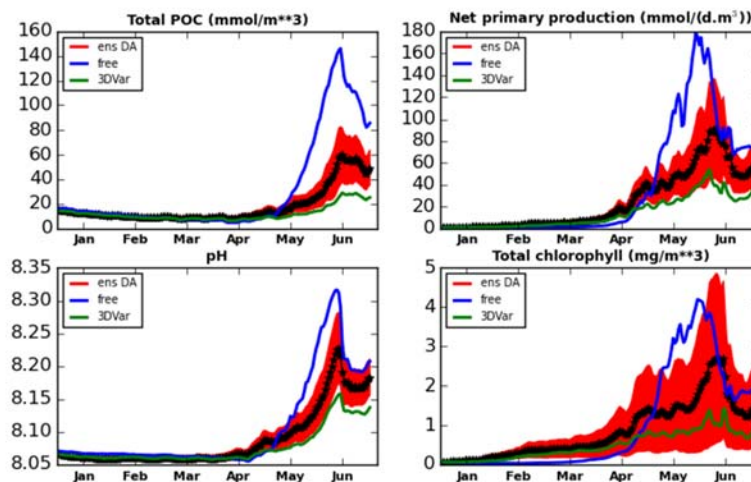 Total POC (mmol/m**3)
160
140
120
100
80
60
40
20
0
ens DA
free
3DVar
Jan Feb Mar Apr May Jun
Net primary production (mmol/(d.m³))
180
160
140
120
100
80
60
40
20
0
ens DA
free
3DVar
Jan Feb Mar Apr May Jun
pH
8.35
8.30
8.25
8.20
8.15
8.10
8.05
ens DA
free
3DVar
Jan Feb Mar Apr May Jun
Total chlorophyll (mg/m**3)
5
4
3
2
1
0
ens DA
free
3DVar
Jan Feb Mar Apr May Jun